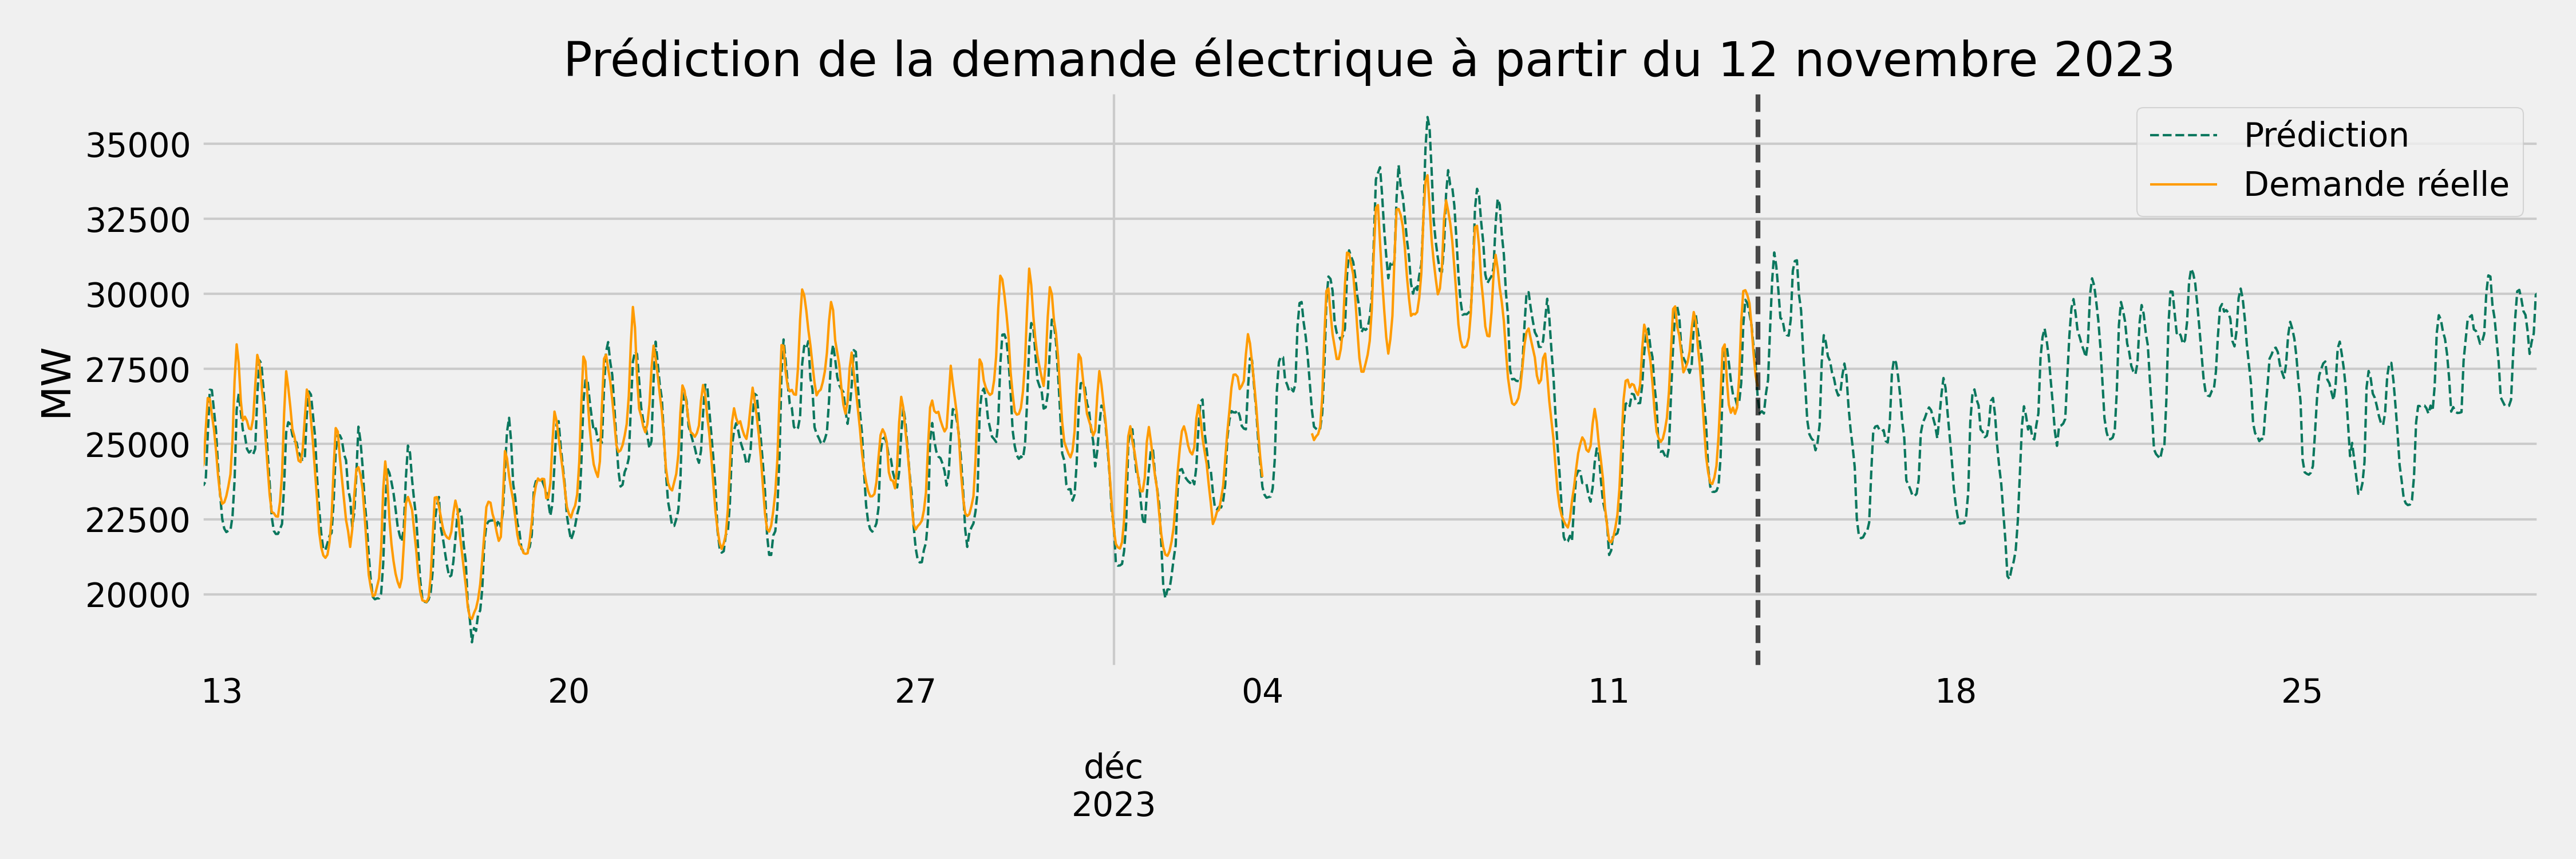 Prédiction de la demande électrique à partir du 12 novembre 2023
Prédiction
Demande réelle
MW
35000
32500
30000
27500
25000
22500
20000
13 20 27 04 11 18 25
déc
2023